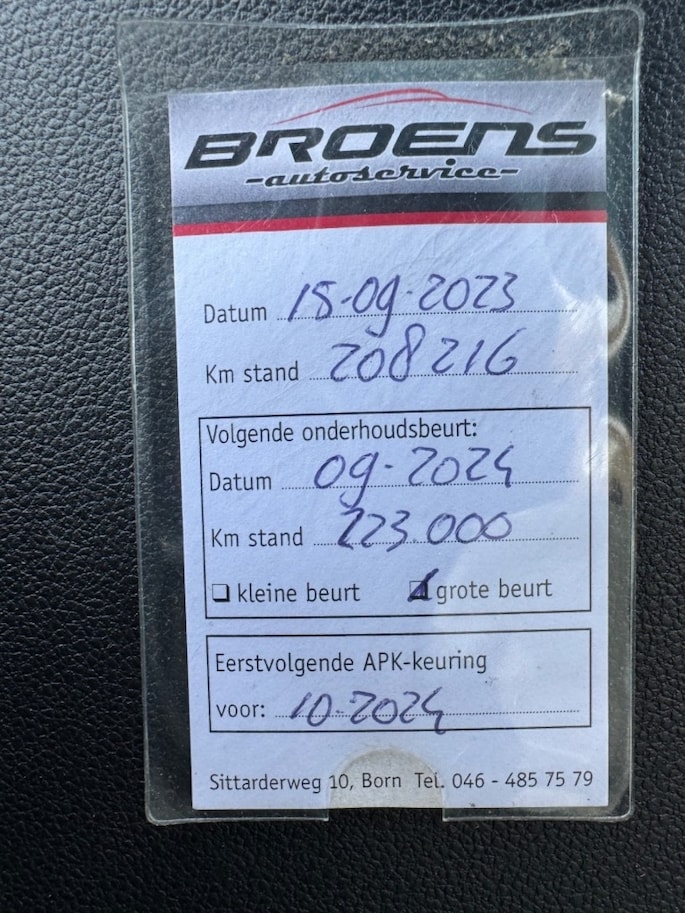 BROENS
-autoservice-
Datum 15-09-2023
Km stand 208216
Volgende onderhoudsbeurt:
Datum 09-2024
Km stand 223.000
kleine beurt grote beurt
Eerstvolgende APK-keuring
voor: 10-2024
Sittarderweg 10, Born Tel. 046 - 485 75 79